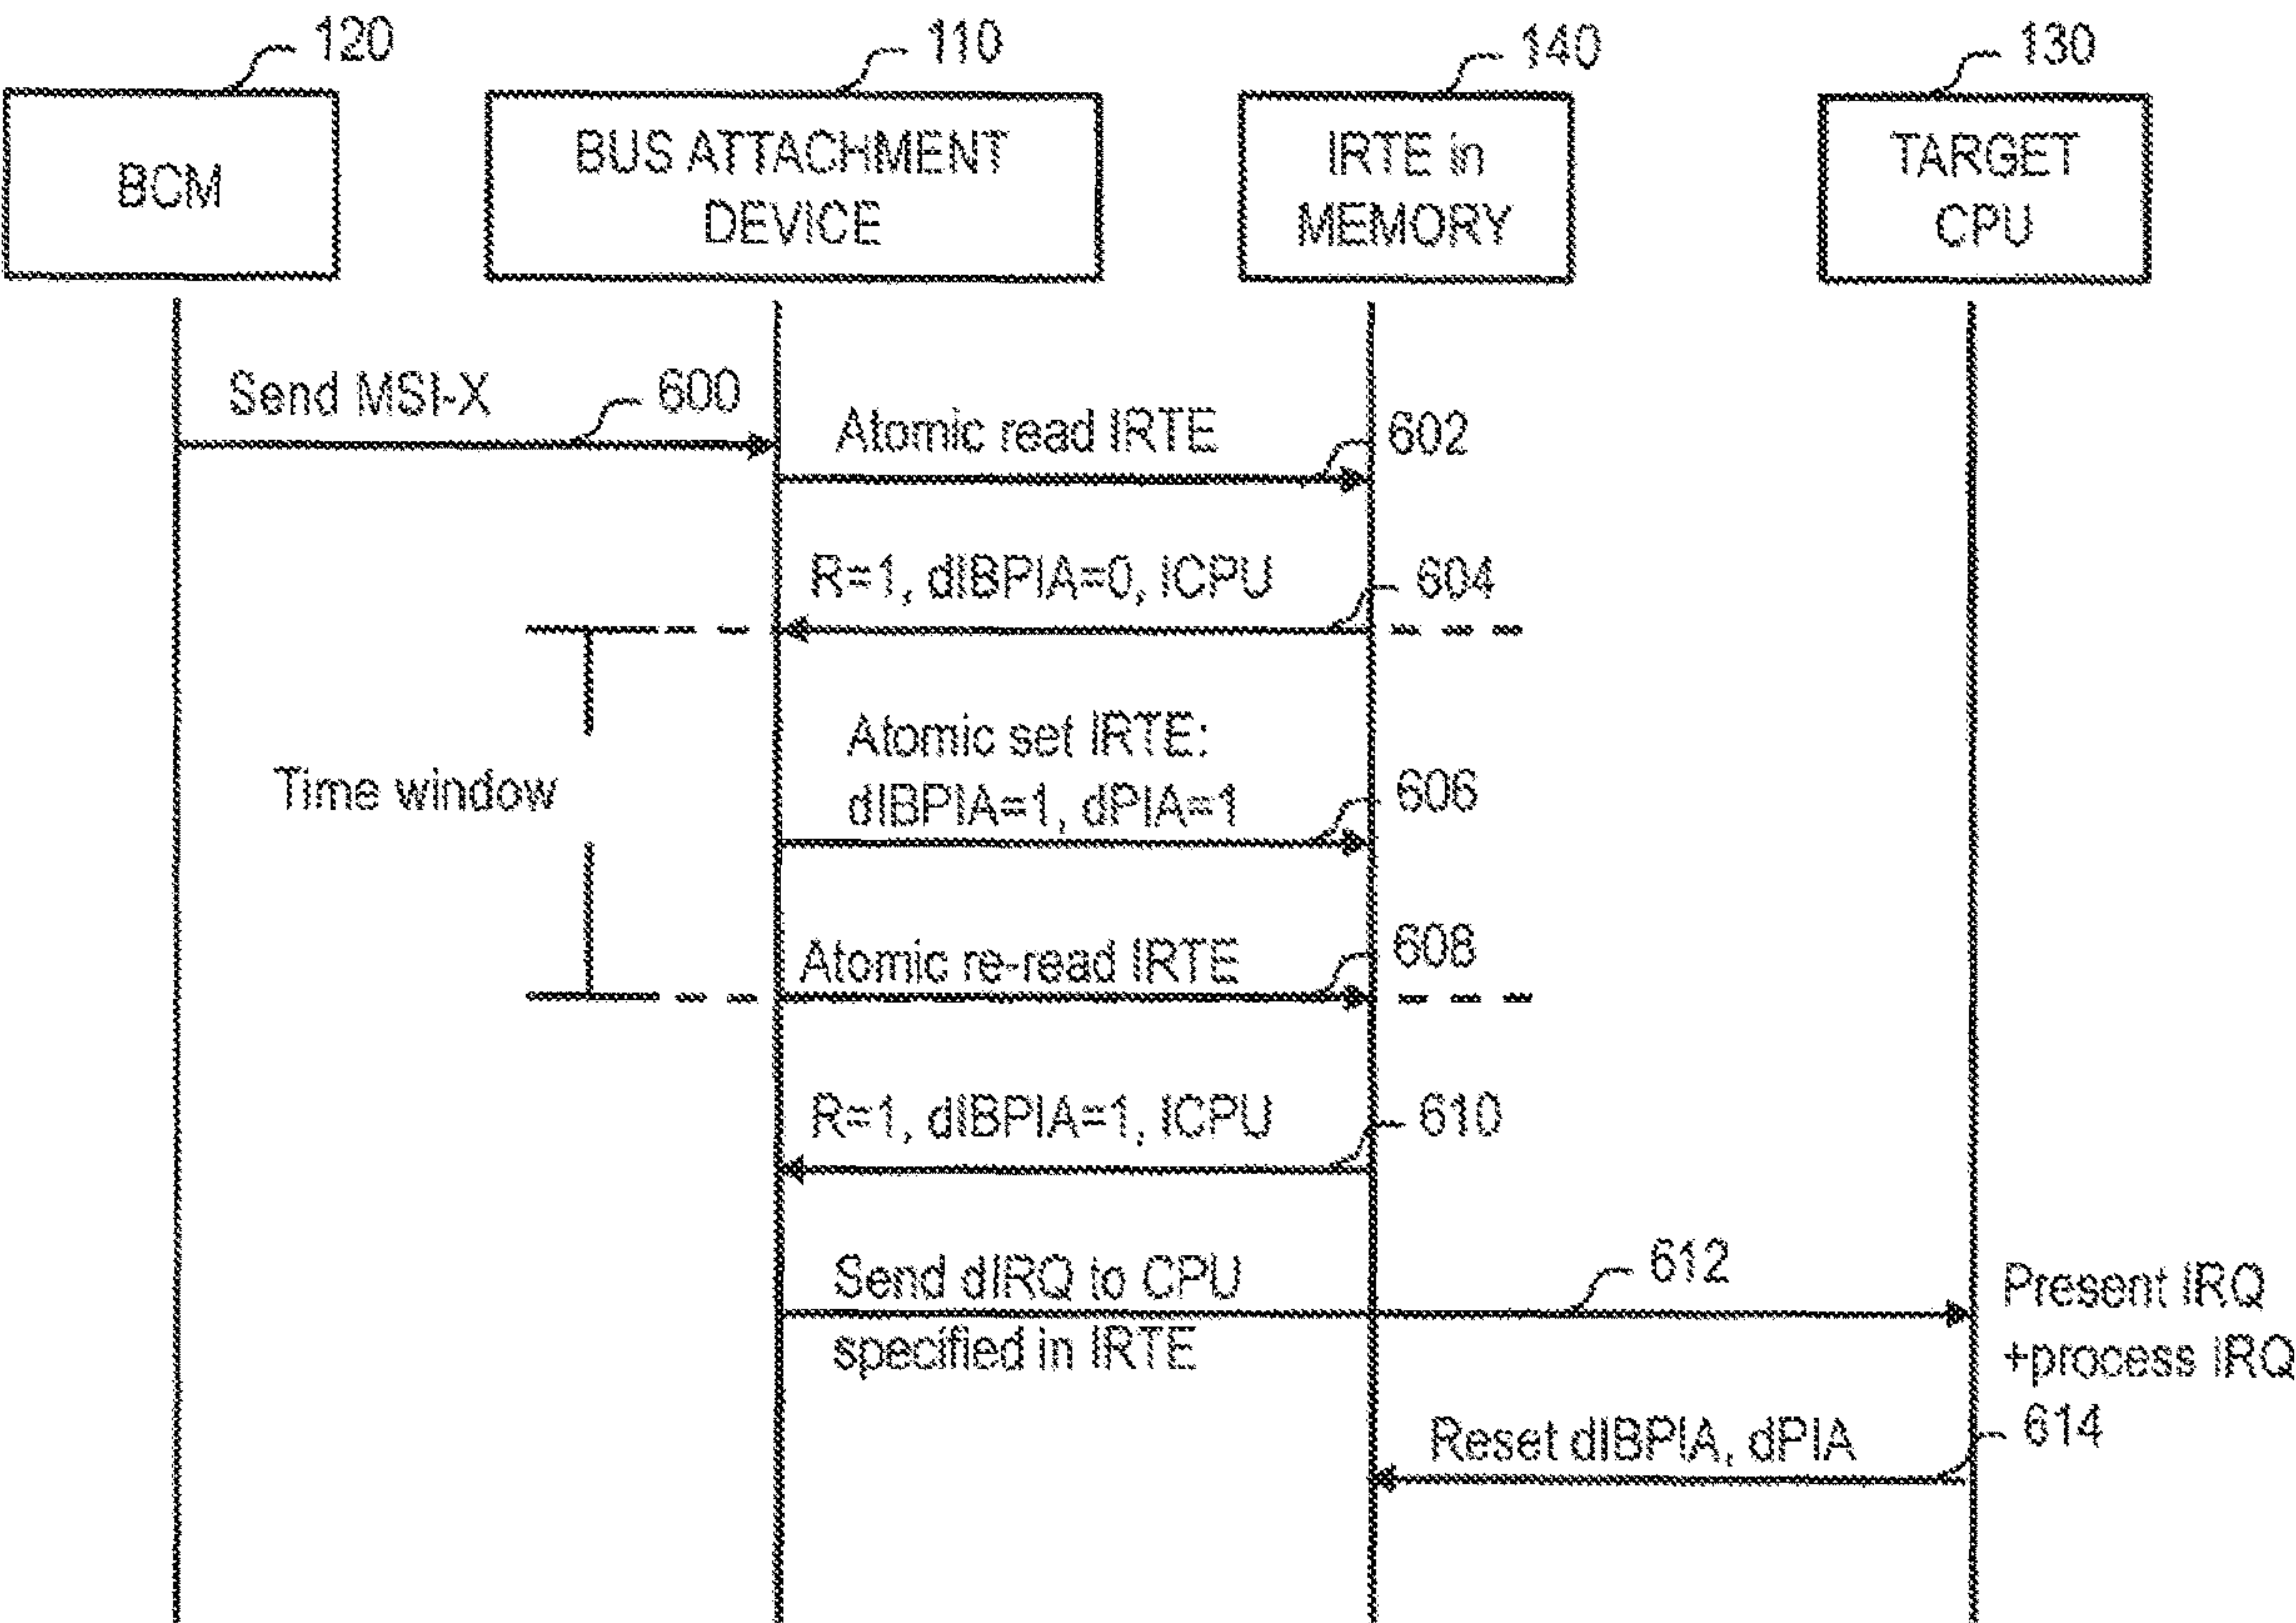 120
110
140
130
BCM
BUS ATTACHMENT
DEVICE
IRTE in
MEMORY
TARGET
CPU
Send MSI-X
600
Atomic read IRTE
602
R=1, dIBPIA=0, ICPU
604
Atomic set IRTE:
dIBPIA=1, dPIA=1
606
Time window
Atomic re-read IRTE
608
R=1, dIBPIA=1, ICPU
610
Send dIRQ to CPU
specified in IRTE
612
Present IRQ
+process IRQ
Reset dIBPIA, dPIA
614